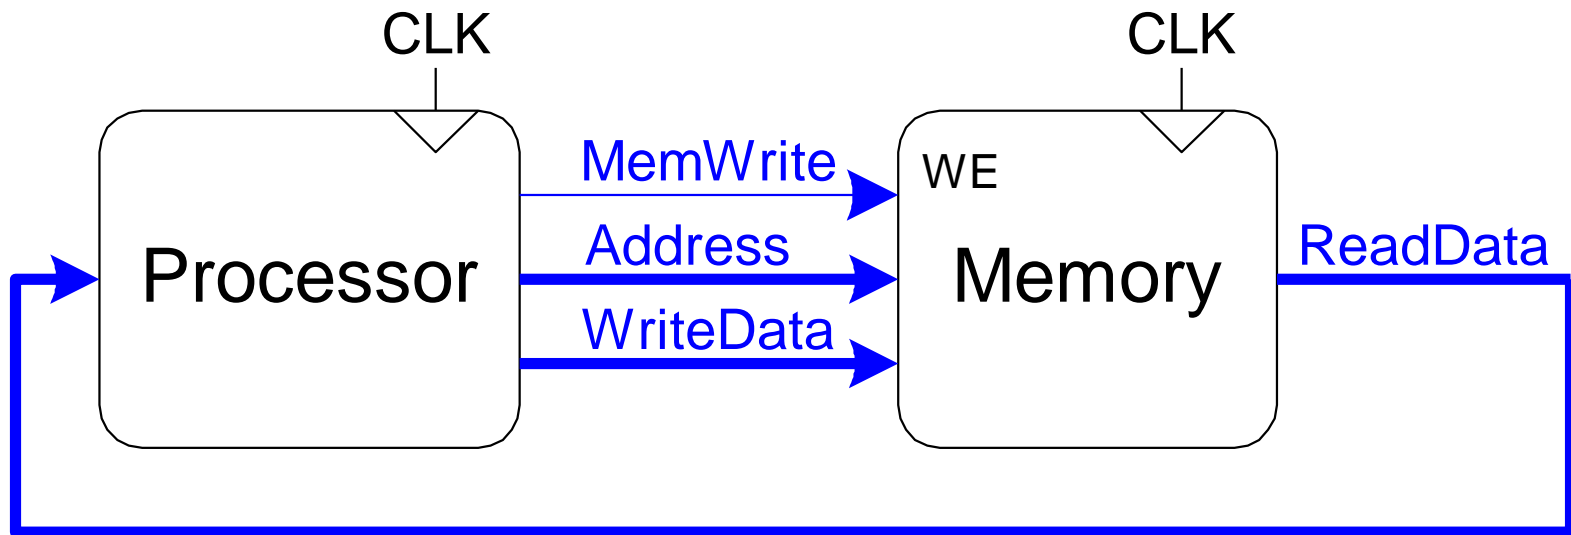 CLK
CLK
MemWrite
WE
Address
ReadData
Processor
Memory
WriteData